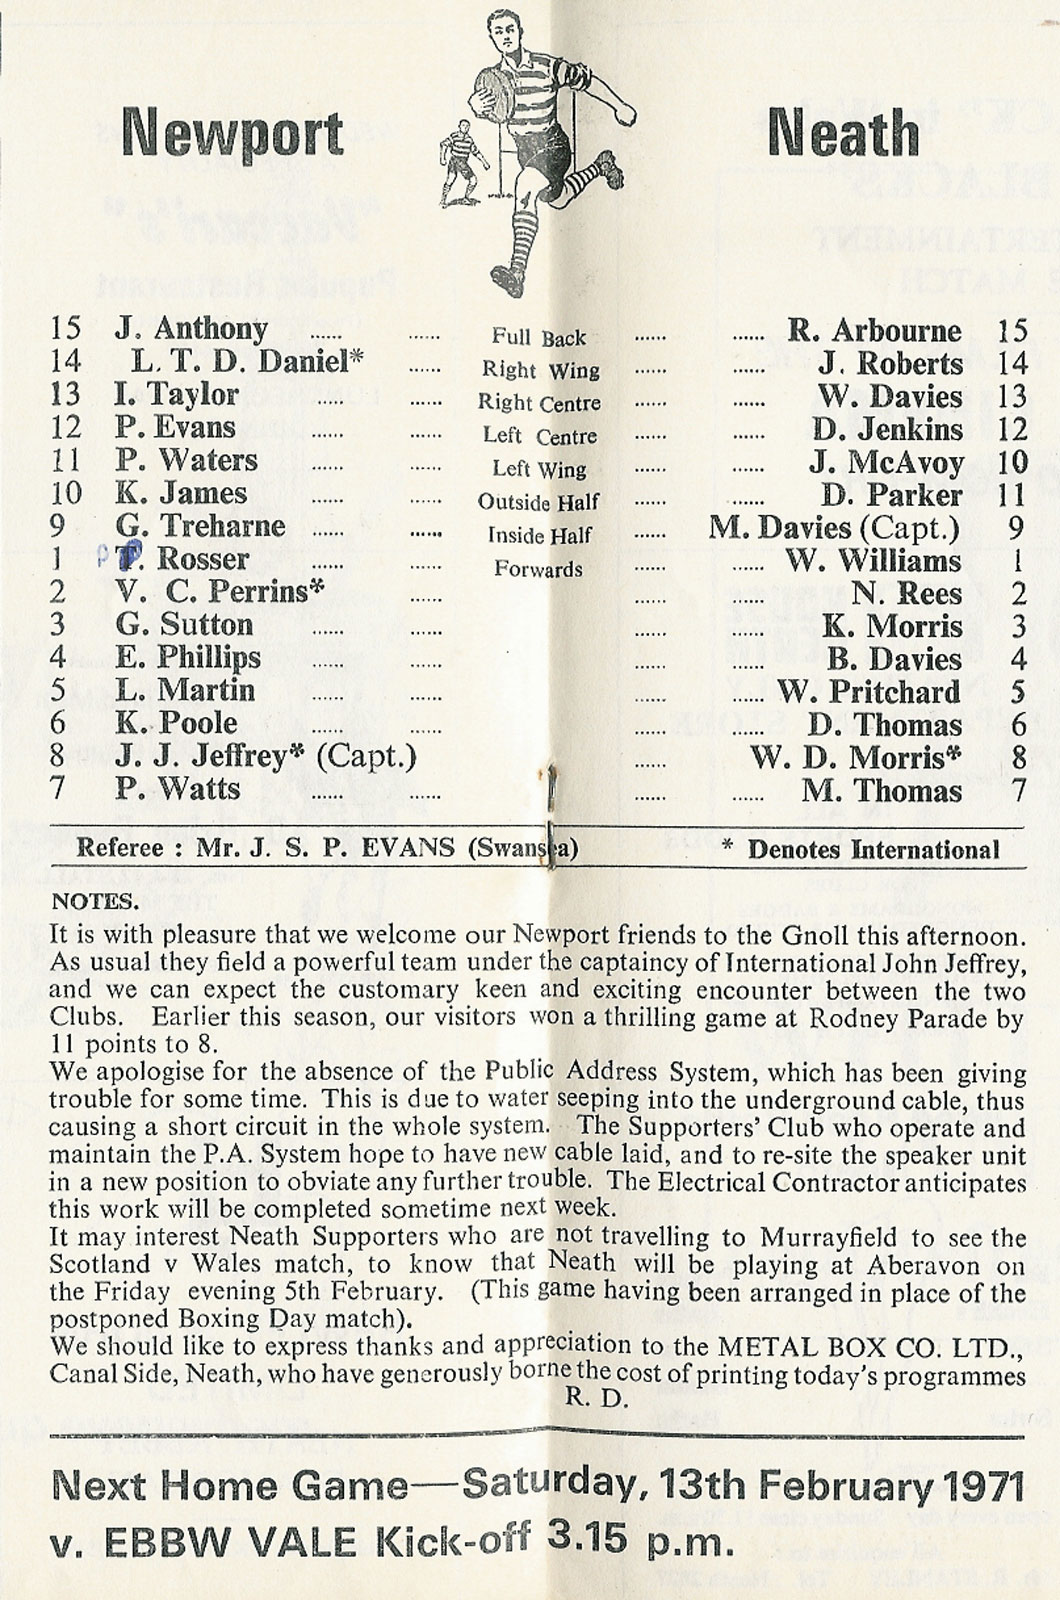 Newport Neath
15 J. Anthony ...... ...... Full Back ...... ...... R. Arbourne 15
14 L. T. D. Daniel* ...... Right Wing ...... ...... J. Roberts 14
13 I. Taylor ...... ...... Right Centre ...... ...... W. Davies 13
12 P. Evans ...... ...... Left Centre ...... ...... D. Jenkins 12
11 P. Waters ...... ...... Left Wing ...... ...... J. McAvoy 10
10 K. James ...... ...... Outside Half ...... ...... D. Parker 11
9 G. Treharne ...... ...... Inside Half ...... M. Davies (Capt.) 9
1 P T. Rosser ...... ...... Forwards ...... ...... W. Williams 1
2 V. C. Perrins* ...... ...... ...... N. Rees 2
3 G. Sutton ...... ...... ...... ...... K. Morris 3
4 E. Phillips ...... ...... ...... ...... B. Davies 4
5 L. Martin ...... ...... ...... ...... W. Pritchard 5
6 K. Poole ...... ...... ...... ...... D. Thomas 6
8 J. J. Jeffrey* (Capt.) ...... W. D. Morris* 8
7 P. Watts ...... ...... ...... ...... M. Thomas 7
Referee : Mr. J. S. P. EVANS (Swansea) * Denotes International
NOTES.
It is with pleasure that we welcome our Newport friends to the Gnoll this afternoon.
As usual they field a powerful team under the captaincy of International John Jeffrey,
and we can expect the customary keen and exciting encounter between the two
Clubs. Earlier this season, our visitors won a thrilling game at Rodney Parade by
11 points to 8.
We apologise for the absence of the Public Address System, which has been giving
trouble for some time. This is due to water seeping into the underground cable, thus
causing a short circuit in the whole system. The Supporters' Club who operate and
maintain the P.A. System hope to have new cable laid, and to re-site the speaker unit
in a new position to obviate any further trouble. The Electrical Contractor anticipates
this work will be completed sometime next week.
It may interest Neath Supporters who are not travelling to Murrayfield to see the
Scotland v Wales match, to know that Neath will be playing at Aberavon on
the Friday evening 5th February. (This game having been arranged in place of the
postponed Boxing Day match).
We should like to express thanks and appreciation to the METAL BOX CO. LTD.,
Canal Side, Neath, who have generously borne the cost of printing today's programmes
R. D.
Next Home Game—Saturday, 13th February 1971
v. EBBW VALE Kick-off 3.15 p.m.